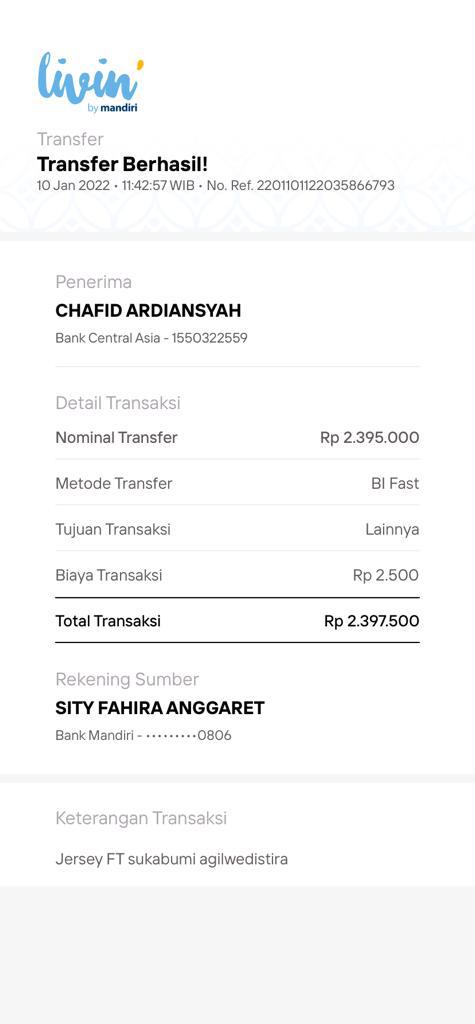 livin'
by mandiri
Transfer
Transfer Berhasil!
10 Jan 2022 • 11:42:57 WIB • No. Ref. 2201101122035866793
Penerima
CHAFID ARDIANSYAH
Bank Central Asia - 1550322559
Detail Transaksi
Nominal Transfer Rp 2.395.000
Metode Transfer BI Fast
Tujuan Transaksi Lainnya
Biaya Transaksi Rp 2.500
Total Transaksi Rp 2.397.500
Rekening Sumber
SITY FAHIRA ANGGARET
Bank Mandiri - •••••••••0806
Keterangan Transaksi
Jersey FT sukabumi agilwedistira